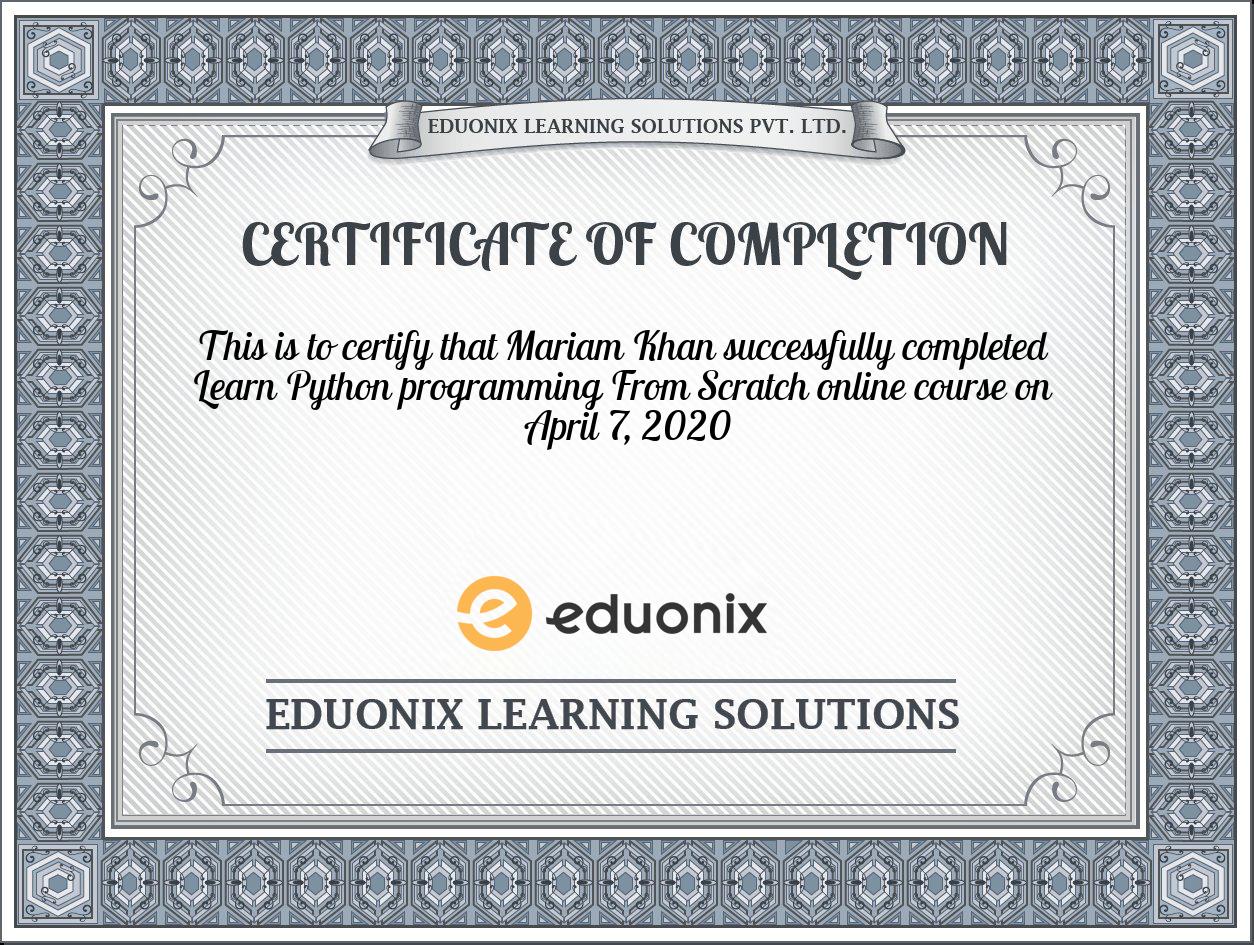 EDUONIX LEARNING SOLUTIONS PVT. LTD.
CERTIFICATE OF COMPLETION
This is to certify that Mariam Khan successfully completed
Learn Python programming From Scratch online course on
April 7, 2020
eduonix
EDUONIX LEARNING SOLUTIONS